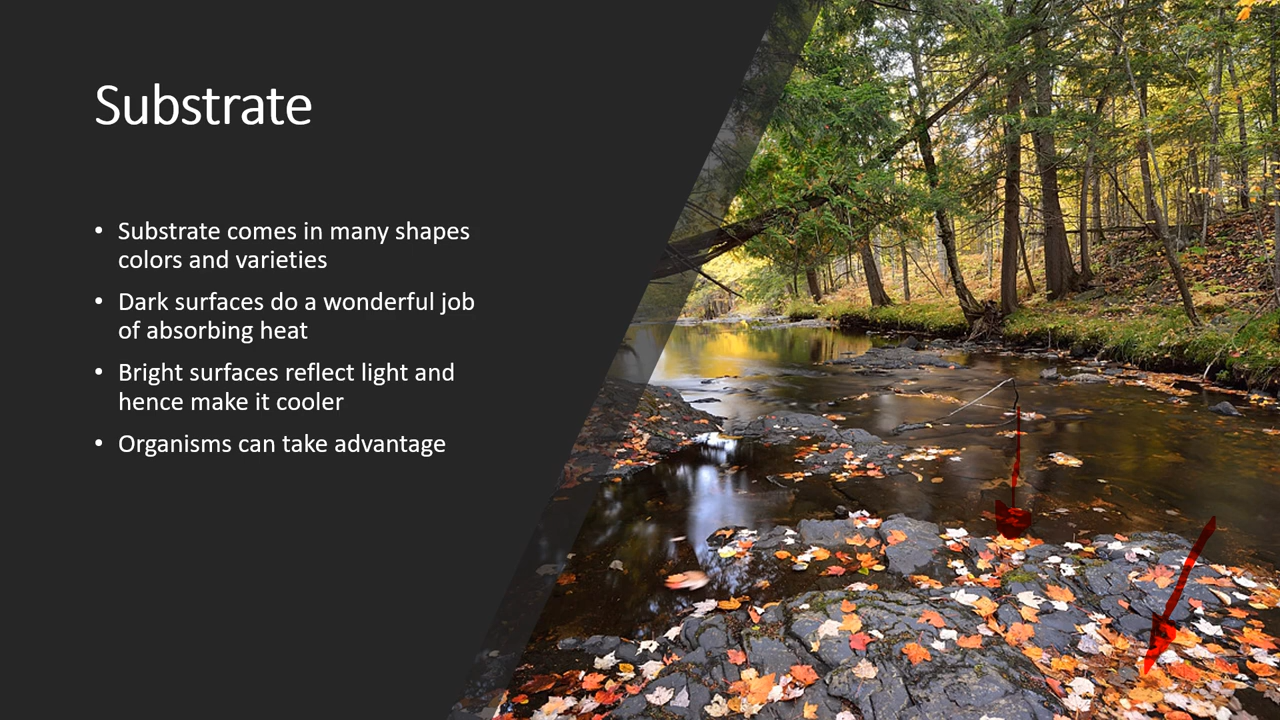 Substrate
• Substrate comes in many shapes
colors and varieties
• Dark surfaces do a wonderful job
of absorbing heat
• Bright surfaces reflect light and
hence make it cooler
• Organisms can take advantage